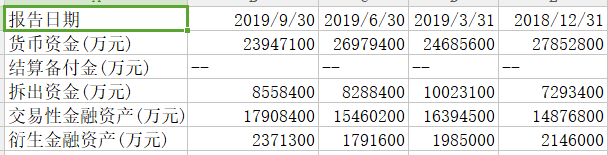 报告日期 2019/9/30 2019/6/30 2019/3/31 2018/12/31
货币资金(万元) 23947100 26979400 24685600 27852800
结算备付金(万元) -- -- -- --
拆出资金(万元) 8558400 8288400 10023100 7293400
交易性金融资产(万元) 17908400 15460200 16394500 14876800
衍生金融资产(万元) 2371300 1791600 1985000 2146000